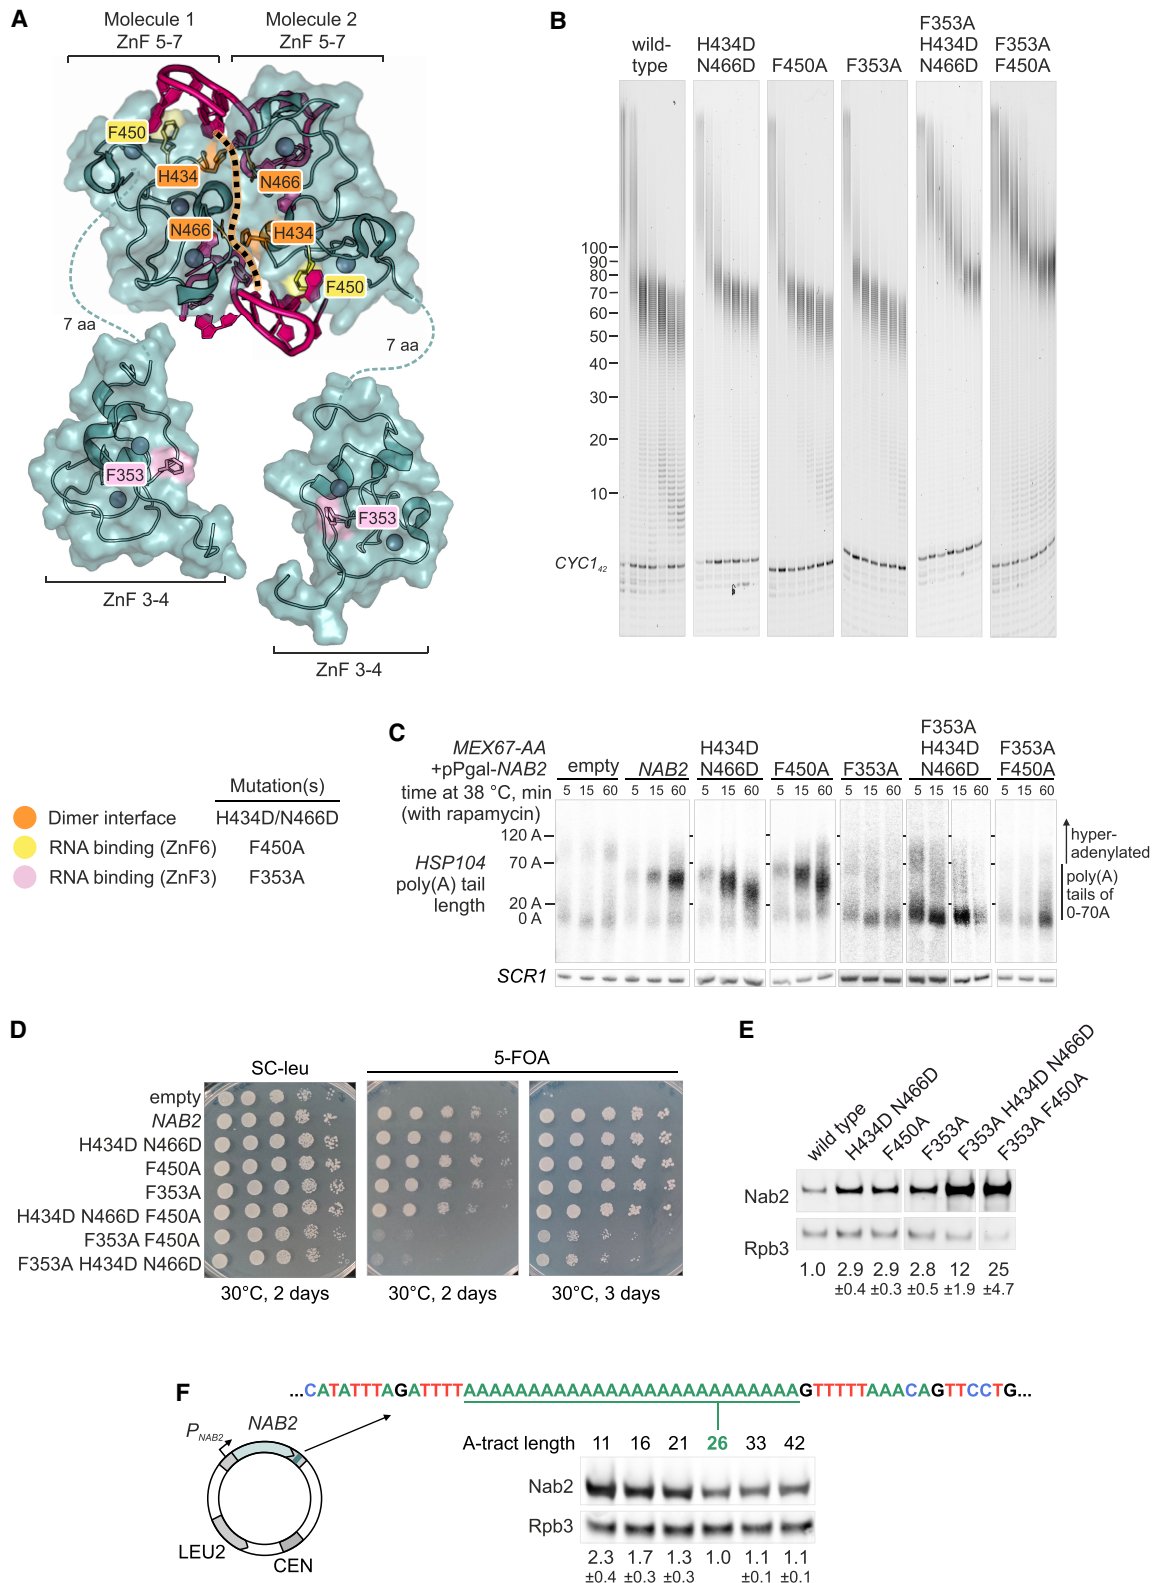 A
Molecule 1
ZnF 5-7
Molecule 2
ZnF 5-7
F450
H434
N466
N466
H434
F450
7 aa
7 aa
F353
F353
ZnF 3-4
ZnF 3-4
Mutation(s)
Dimer interface H434D/N466D
RNA binding (ZnF6) F450A
RNA binding (ZnF3) F353A
B
wild-
type
H434D
N466D
F450A
F353A
F353A
H434D
N466D
F353A
F450A
100
90
80
70
60
50
40
30
20
10
CYC1₄₂
C
MEX67-AA
+pPgal-NAB2
time at 38 °C, min
(with rapamycin)
empty
NAB2
H434D
N466D
F450A
F353A
F353A
H434D
N466D
F353A
F450A
5 15 60 5 15 60 5 15 60 5 15 60 5 15 60 5 15 15 60 5 15 60
HSP104
poly(A) tail
length
120 A
70 A
20 A
0 A
hyper-
adenylated
poly(A)
tails of
0-70A
SCR1
D
SC-leu
5-FOA
empty
NAB2
H434D N466D
F450A
F353A
H434D N466D F450A
F353A F450A
F353A H434D N466D
30°C, 2 days
30°C, 2 days
30°C, 3 days
E
wild type
H434D N466D
F450A
F353A
F353A H434D N466D
F353A F450A
Nab2
Rpb3
1.0 2.9 2.9 2.8 12 25
±0.4 ±0.3 ±0.5 ±1.9 ±4.7
F
...CATATTTAGATTTTAAAAAAAAAAAAAAAAAAAAAAAAAAGTTTTTAAACAGTTCCTG...
P_NAB2
NAB2
LEU2
CEN
A-tract length 11 16 21 26 33 42
Nab2
Rpb3
2.3 1.7 1.3 1.0 1.1 1.1
±0.4 ±0.3 ±0.3 ±0.1 ±0.1